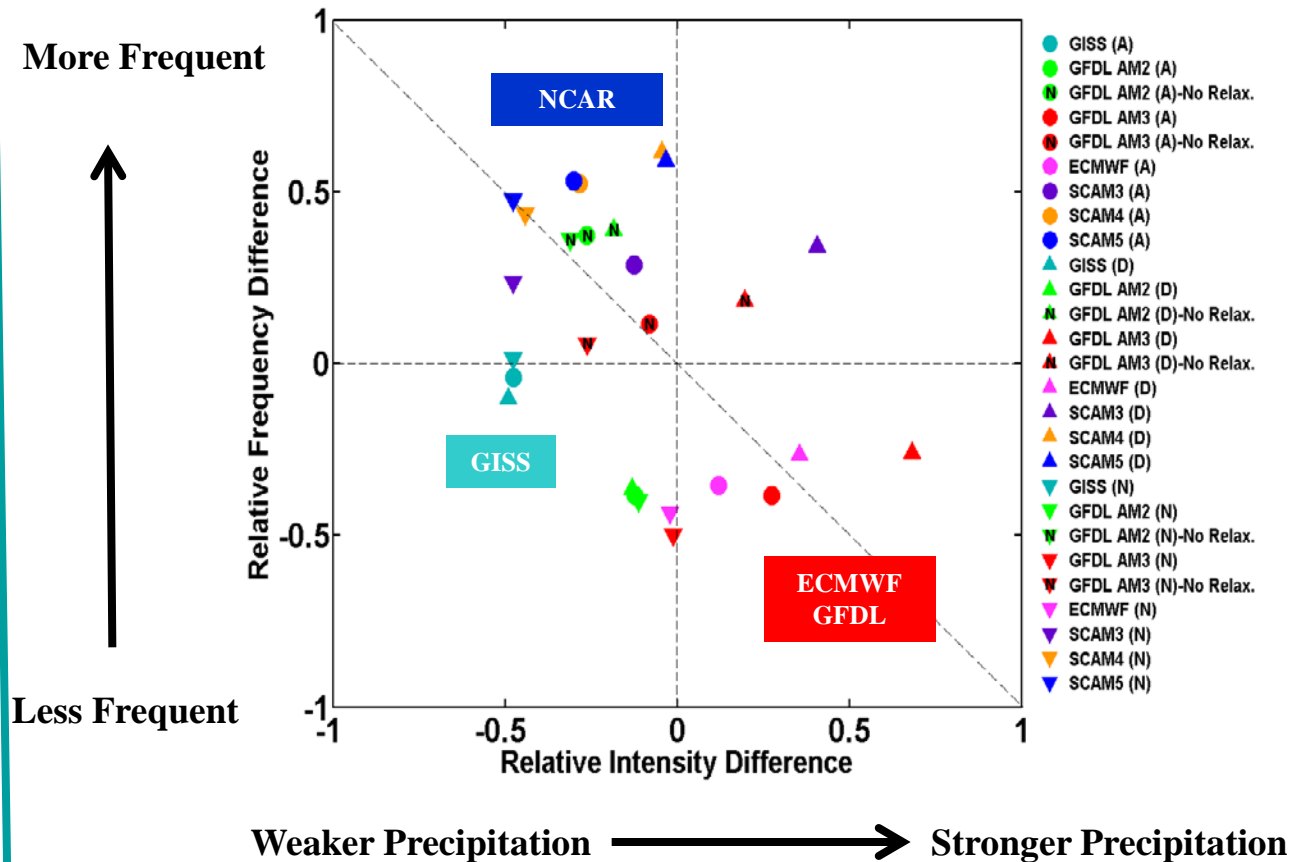 More Frequent
Less Frequent
Relative Frequency Difference
1
0.5
0
-0.5
-1
NCAR
GISS
ECMWF
GFDL
-1
-0.5
0
0.5
1
Relative Intensity Difference
Weaker Precipitation
Stronger Precipitation
GISS (A)
GFDL AM2 (A)
N GFDL AM2 (A)-No Relax.
GFDL AM3 (A)
N GFDL AM3 (A)-No Relax.
ECMWF (A)
SCAM3 (A)
SCAM4 (A)
SCAM5 (A)
GISS (D)
GFDL AM2 (D)
N GFDL AM2 (D)-No Relax.
GFDL AM3 (D)
N GFDL AM3 (D)-No Relax.
ECMWF (D)
SCAM3 (D)
SCAM4 (D)
SCAM5 (D)
GISS (N)
GFDL AM2 (N)
N GFDL AM2 (N)-No Relax.
GFDL AM3 (N)
N GFDL AM3 (N)-No Relax.
ECMWF (N)
SCAM3 (N)
SCAM4 (N)
SCAM5 (N)
N N N
N
N
N